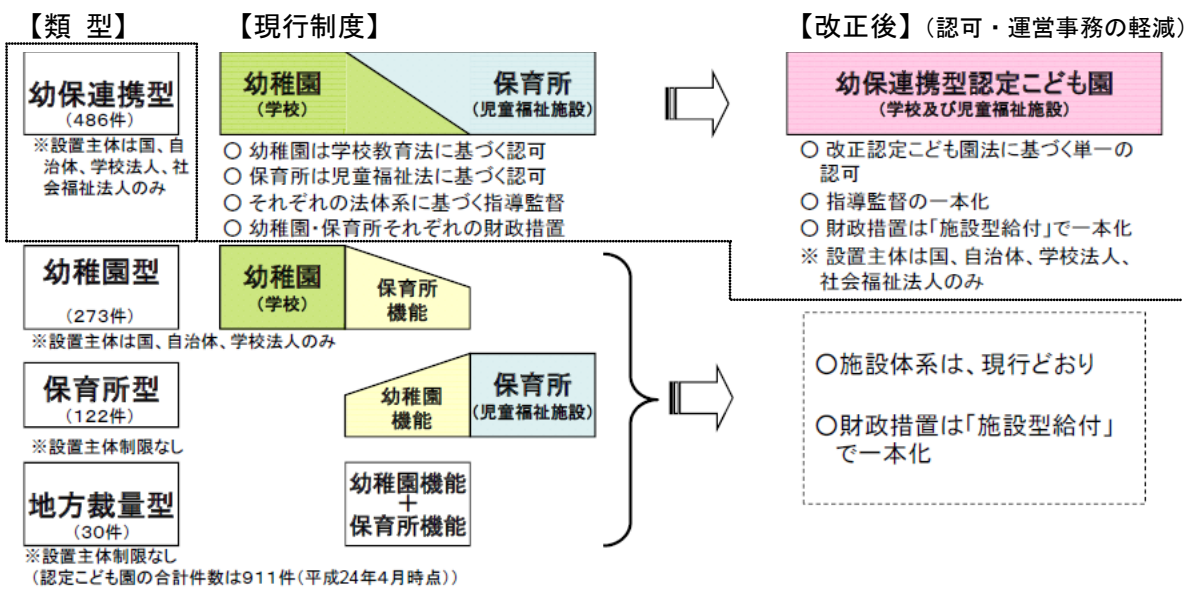 【類 型】
【現行制度】
【改正後】(認可・運営事務の軽減)
幼保連携型
(486件)
※設置主体は国、自
治体、学校法人、社
会福祉法人のみ
幼稚園
(学校)
保育所
(児童福祉施設)
○ 幼稚園は学校教育法に基づく認可
○ 保育所は児童福祉法に基づく認可
○ それぞれの法体系に基づく指導監督
○ 幼稚園・保育所それぞれの財政措置
幼保連携型認定こども園
(学校及び児童福祉施設)
○ 改正認定こども園法に基づく単一の
認可
○ 指導監督の一本化
○ 財政措置は「施設型給付」で一本化
※ 設置主体は国、自治体、学校法人、
社会福祉法人のみ
幼稚園型
(273件)
※設置主体は国、自治体、学校法人のみ
幼稚園
(学校)
保育所
機能
保育所型
(122件)
※設置主体制限なし
幼稚園
機能
保育所
(児童福祉施設)
地方裁量型
(30件)
※設置主体制限なし
幼稚園機能
+
保育所機能
○施設体系は、現行どおり
○財政措置は「施設型給付」
で一本化
(認定こども園の合計件数は911件(平成24年4月時点))